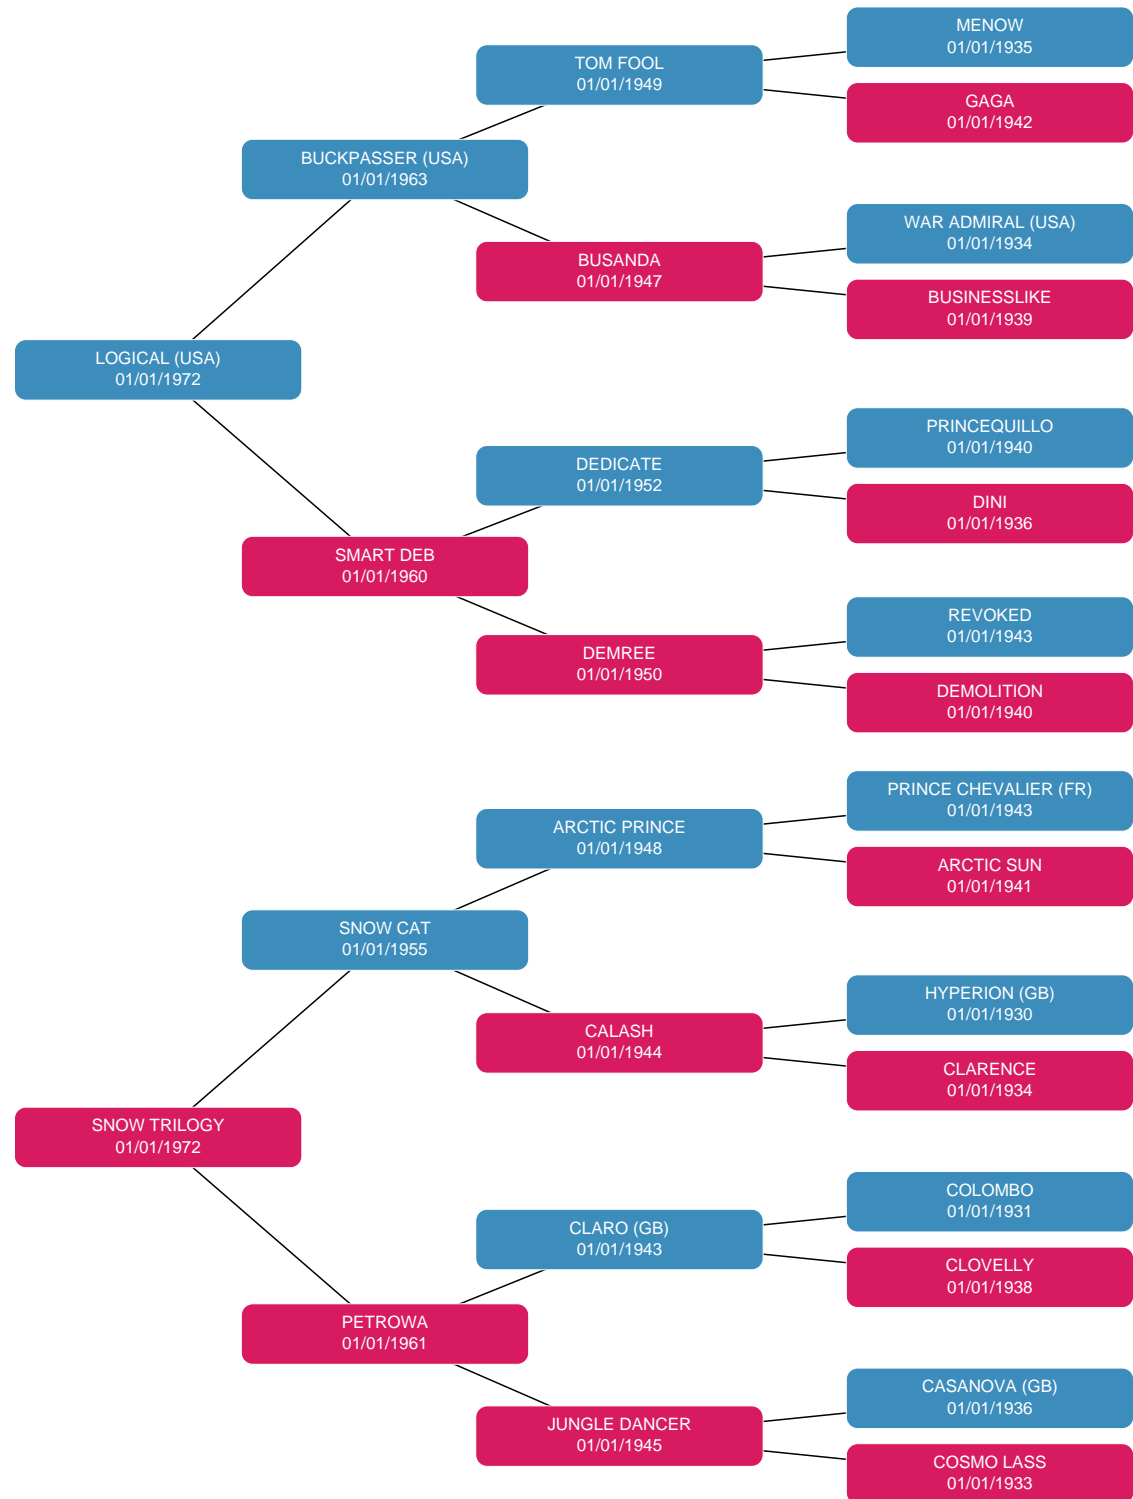 MENOW
01/01/1935
TOM FOOL
01/01/1949
GAGA
01/01/1942
BUCKPASSER (USA)
01/01/1963
WAR ADMIRAL (USA)
01/01/1934
BUSANDA
01/01/1947
BUSINESSLIKE
01/01/1939
LOGICAL (USA)
01/01/1972
PRINCEQUILLO
01/01/1940
DEDICATE
01/01/1952
DINI
01/01/1936
SMART DEB
01/01/1960
REVOKED
01/01/1943
DEMREE
01/01/1950
DEMOLITION
01/01/1940
PRINCE CHEVALIER (FR)
01/01/1943
ARCTIC PRINCE
01/01/1948
ARCTIC SUN
01/01/1941
SNOW CAT
01/01/1955
HYPERION (GB)
01/01/1930
CALASH
01/01/1944
CLARENCE
01/01/1934
SNOW TRILOGY
01/01/1972
COLOMBO
01/01/1931
CLARO (GB)
01/01/1943
CLOVELLY
01/01/1938
PETROWA
01/01/1961
CASANOVA (GB)
01/01/1936
JUNGLE DANCER
01/01/1945
COSMO LASS
01/01/1933